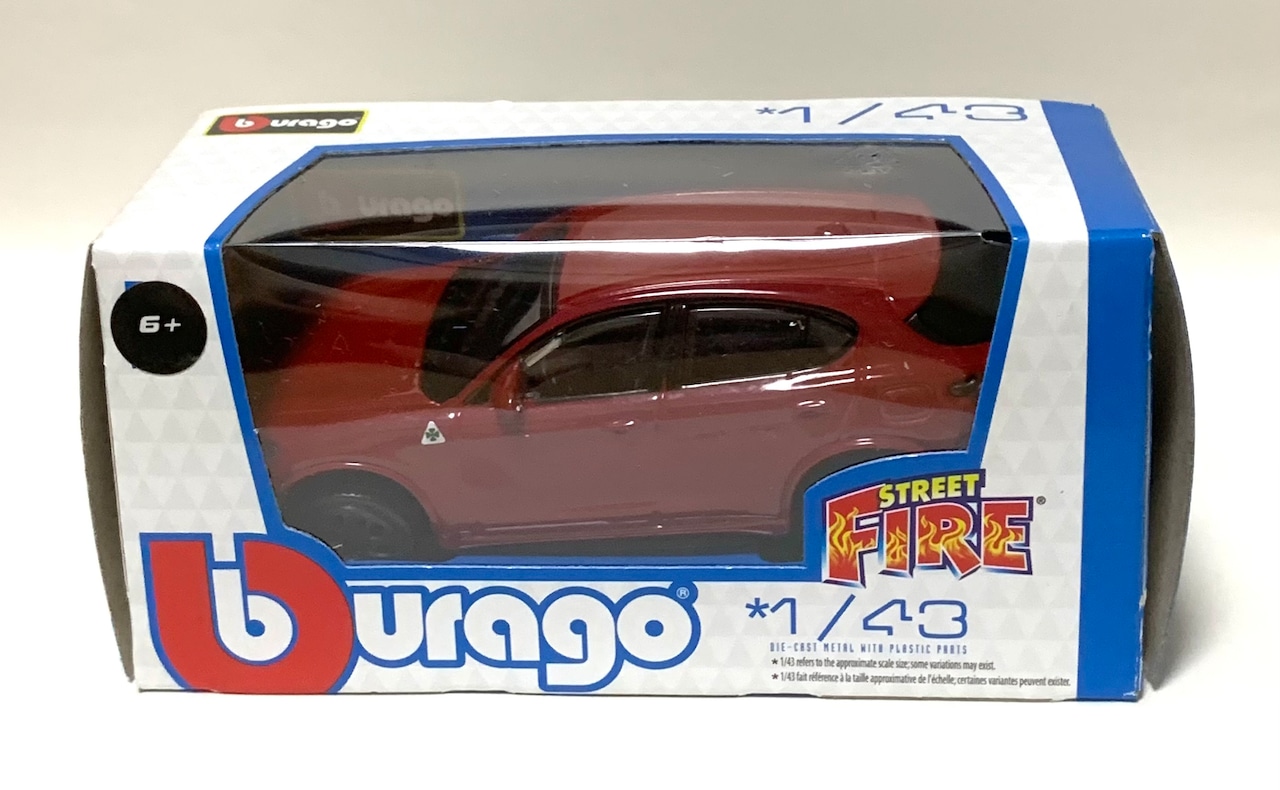 burago
*1/43
urago
6+
STREET
FIRE®
burago®
*1/43
DIE-CAST METAL WITH PLASTIC PARTS
* 1/43 refers to the approximate scale size; some variations may exist.
* 1/43 fait référence à la taille approximative de l'échelle; certaines variantes peuvent exister.